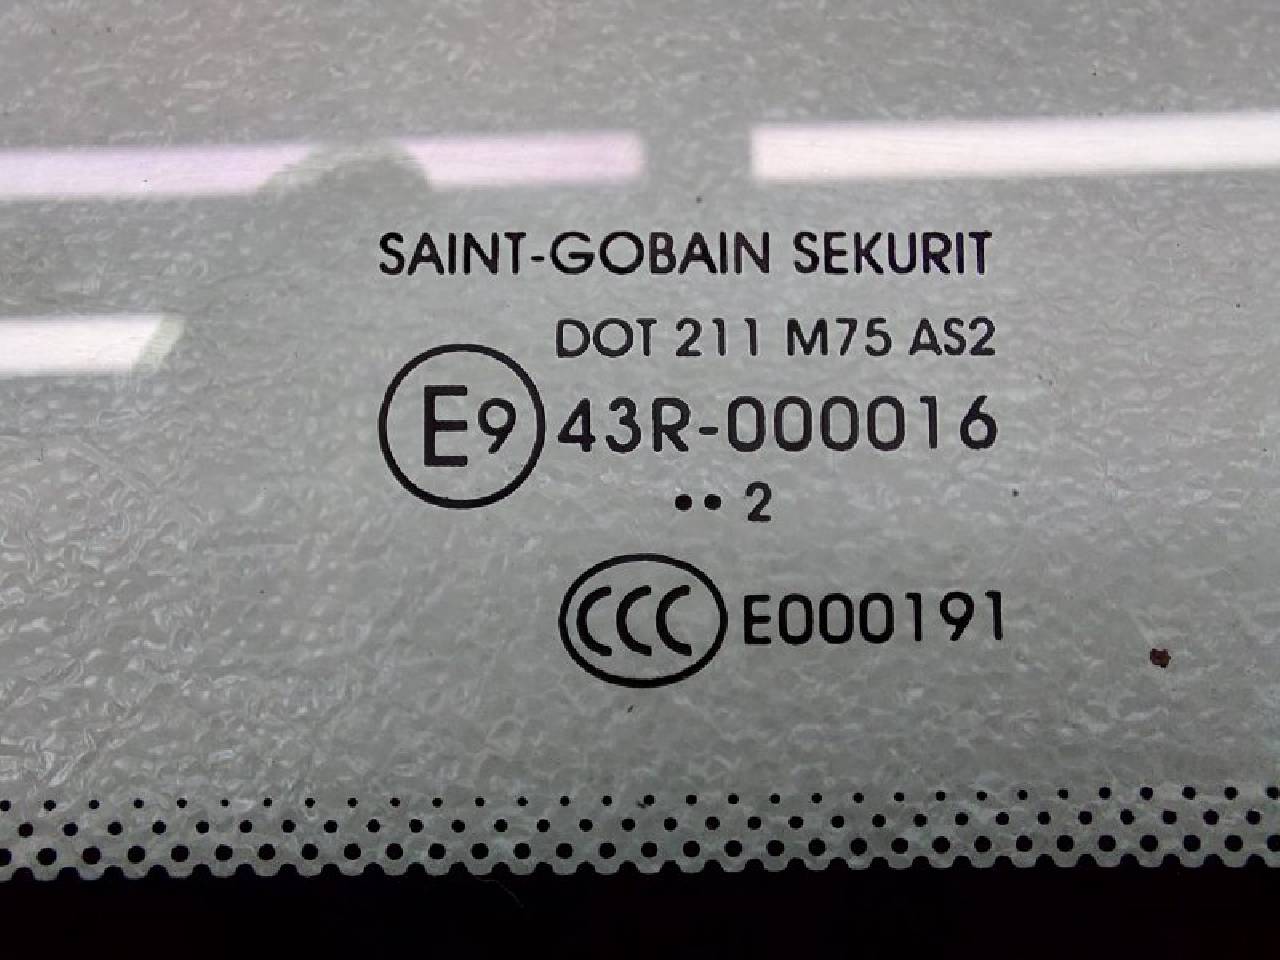 SAINT-GOBAIN SEKURIT
DOT 211 M75 AS2
E9 43R-000016
•• 2
CCC E000191